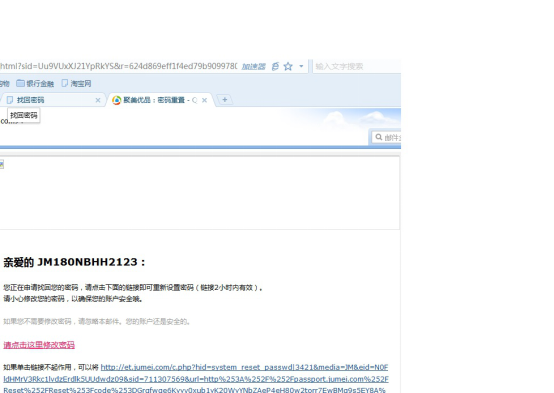 html?sid=Uu9VUxXJ21YpRkYS&r=624d869eff1f4ed79b9099780 加速器 输入文字搜索
银行金融 淘宝网
找回密码 × 聚美优品:密码重置 - × +
找回密码
亲爱的 JM180NBHH2123:
您正在申请找回您的密码,请点击下面的链接即可重新设置密码(链接2小时内有效)。
请小心修改您的密码,以确保您的账户安全哦。
如果您不需要修改密码,请忽略本邮件。您的账户还是安全的。
请点击这里修改密码
如果单击链接不起作用,可以将 http://et.jumei.com/c.php?hid=system_reset_passwd|3421&media=JM&eid=N0F
ldHMrV3Rkc1lvdzErdlk5UUdwdz09&sid=711307569&url=http%253A%252F%252Fpassport.jumei.com%252F
Reset%252FReset%253Fcode%253DGrqfwge6Kyvy0xub1vK20WvYNbZAeP4eH80w2torr7EwBMq9s5EY8A%